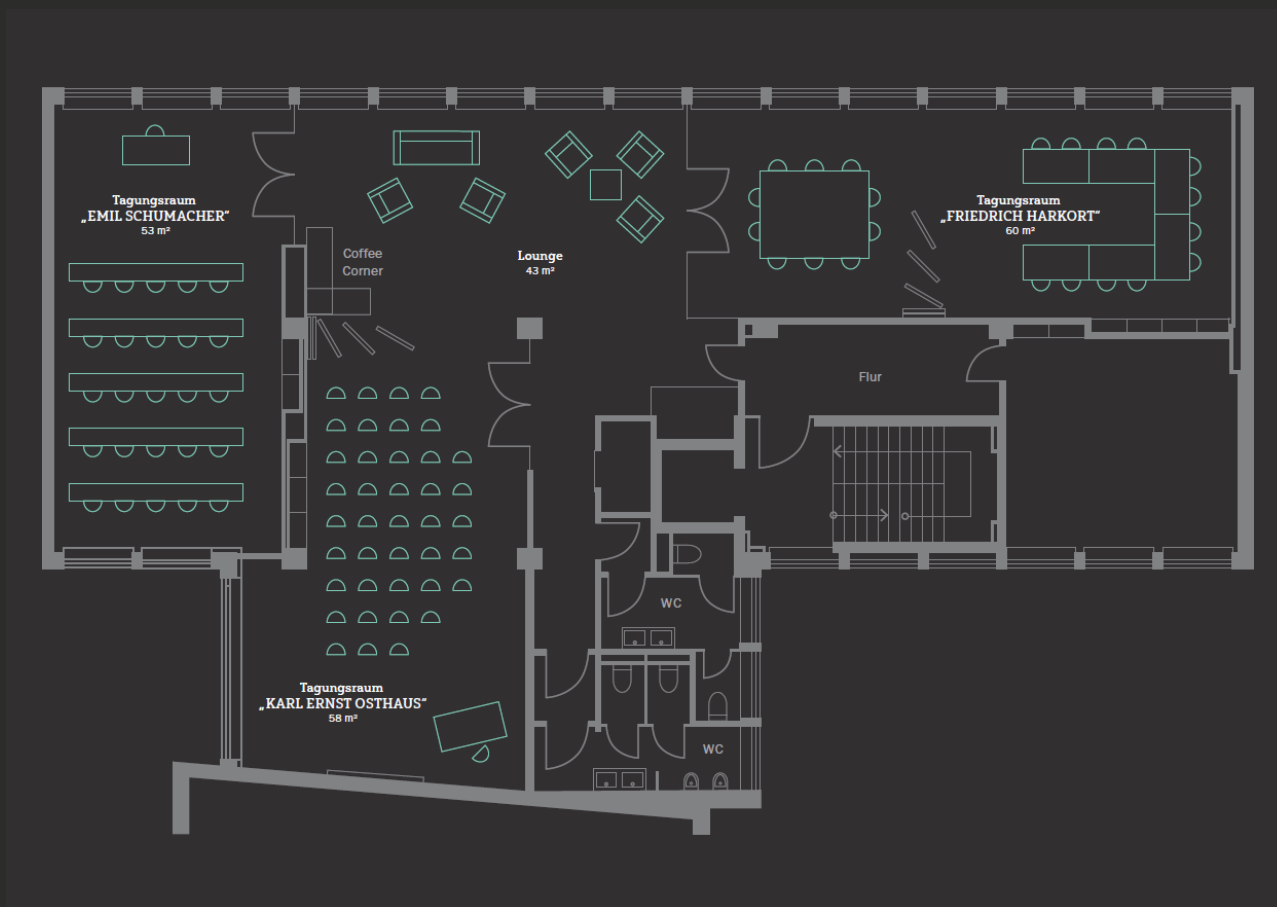 Tagungsraum
„EMIL SCHUMACHER“
53 m²
Coffee
Corner
Lounge
43 m²
Tagungsraum
„FRIEDRICH HARKORT“
60 m²
Flur
WC
Tagungsraum
„KARL ERNST OSTHAUS“
58 m²
WC